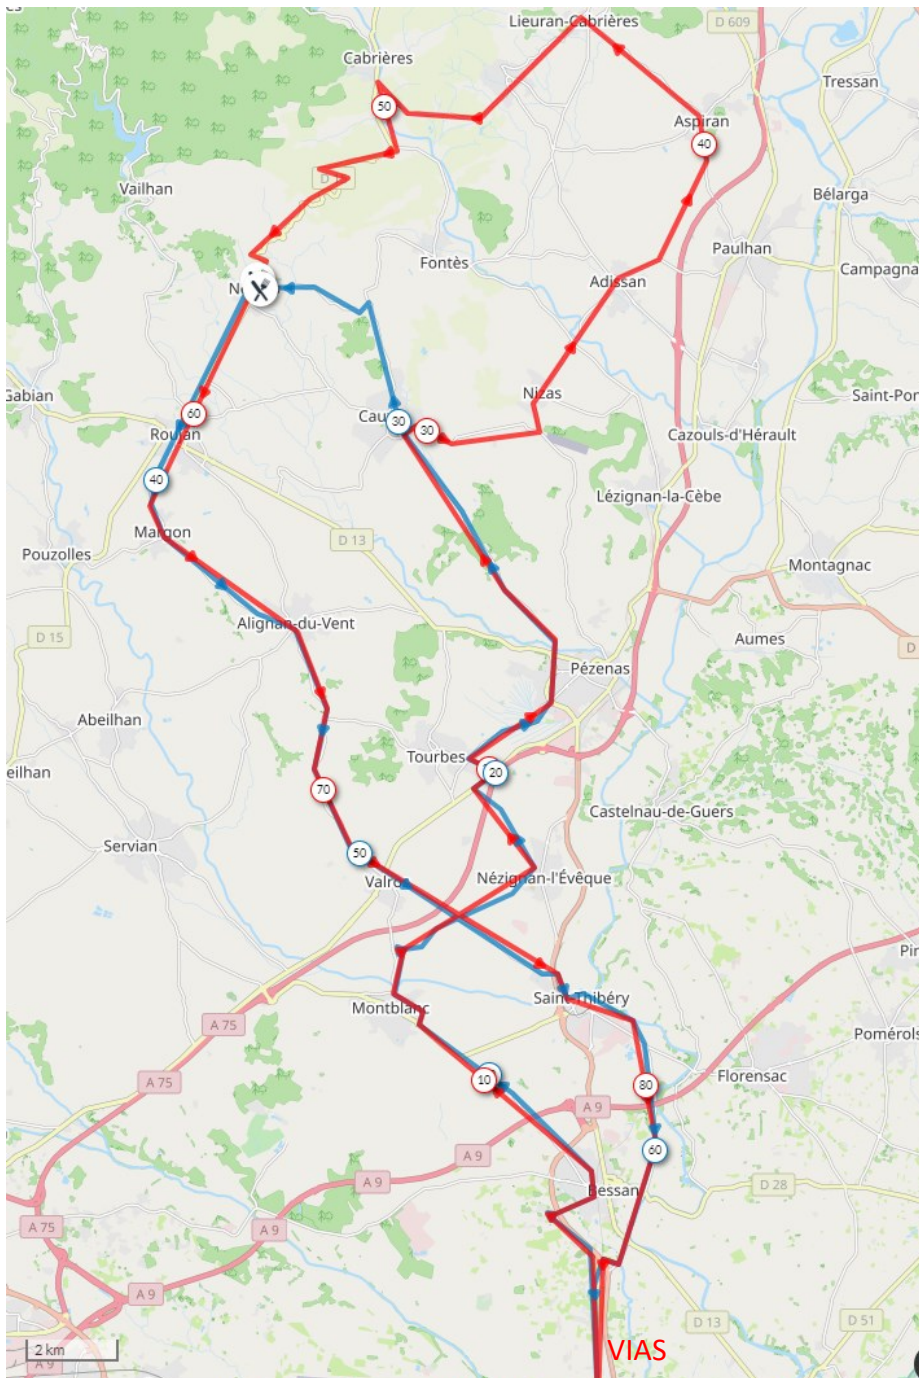 Lieuran-Cabrières
D 609
Cabrières
Tressan
50
Aspiran
40
Vailhan
Bélarga
Paulhan
Fontès
Campagna
Adissan
Gabian
Nizas
Saint-Pon
60
30
30
Roujan
Cazouls-d'Hérault
40
Lézignan-la-Cèbe
Margon
D 13
Pouzolles
Montagnac
Alignan-du-Vent
D 15
Aumes
D
Pézenas
Abeilhan
Tourbes
20
eilhan
70
Castelnau-de-Guers
Servian
50
Valros
Nézignan-l'Évêque
Pin
Montblanc
Saint-Thibéry
A 75
Pomérols
10
Florensac
A 75
80
A 9
A 9
60
A 9
Bessan
D 28
A 75
A 9
A 9
D 13
D 51
2 km
VIAS
A 9